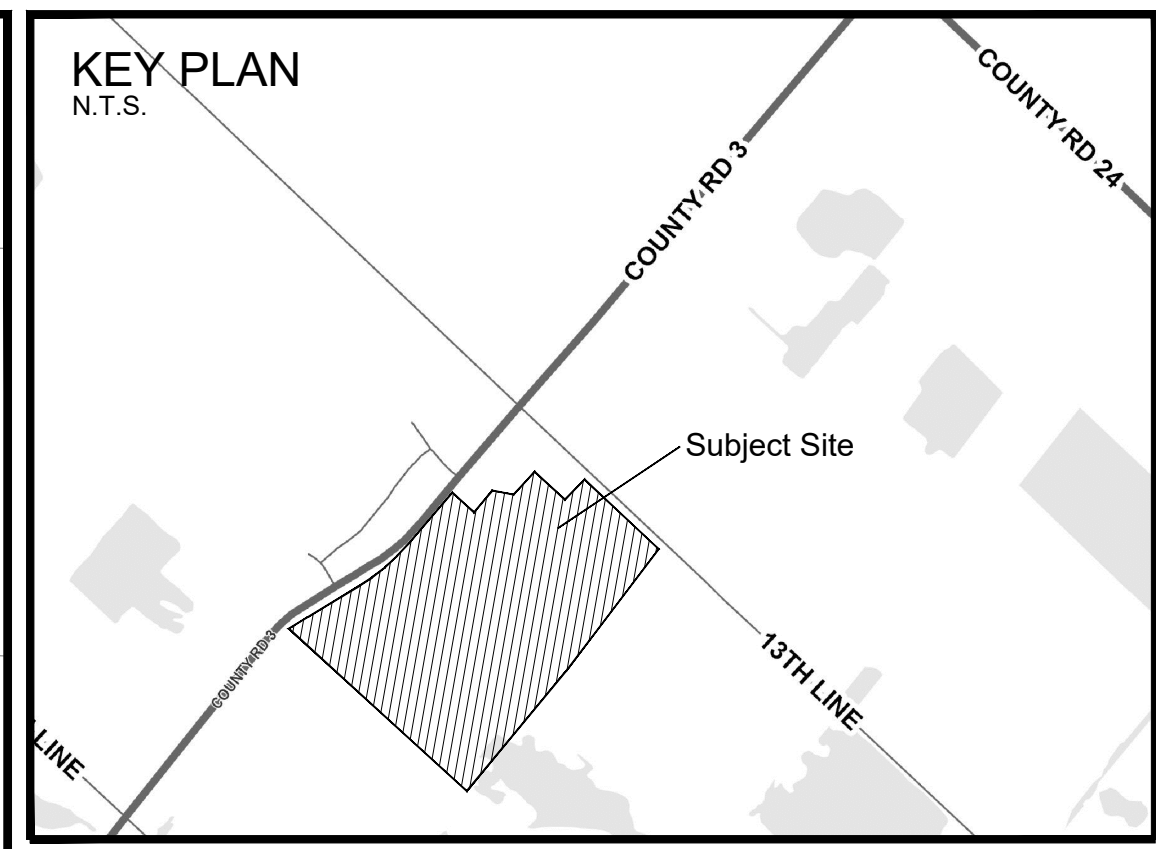 KEY PLAN
N.T.S.
COUNTY RD 24
COUNTY RD 3
Subject Site
COUNTY RD 3
13TH LINE
LINE